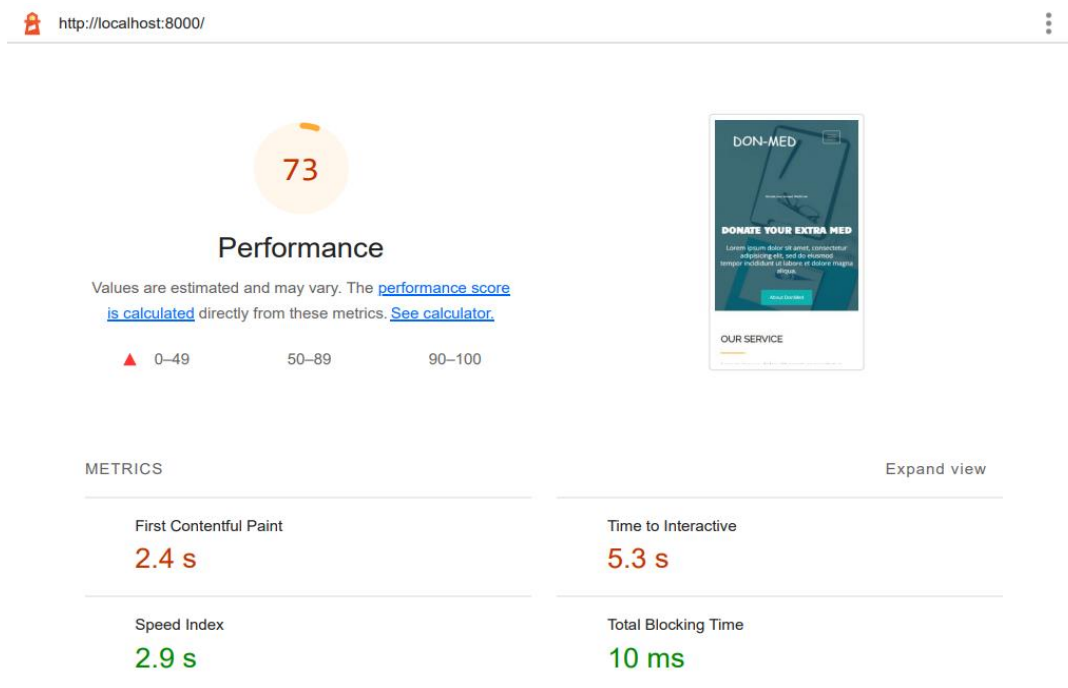 http://localhost:8000/
73
Performance
Values are estimated and may vary. The performance score
is calculated directly from these metrics. See calculator.
0–49 50–89 90–100
DON-MED
DONATE YOUR EXTRA MED
Lorem ipsum dolor sit amet, consectetur
adipisicing elit, sed do eiusmod
tempor incididunt ut labore et dolore magna
aliqua.
About DonMed
OUR SERVICE
METRICS Expand view
First Contentful Paint
2.4 s
Time to Interactive
5.3 s
Speed Index
2.9 s
Total Blocking Time
10 ms